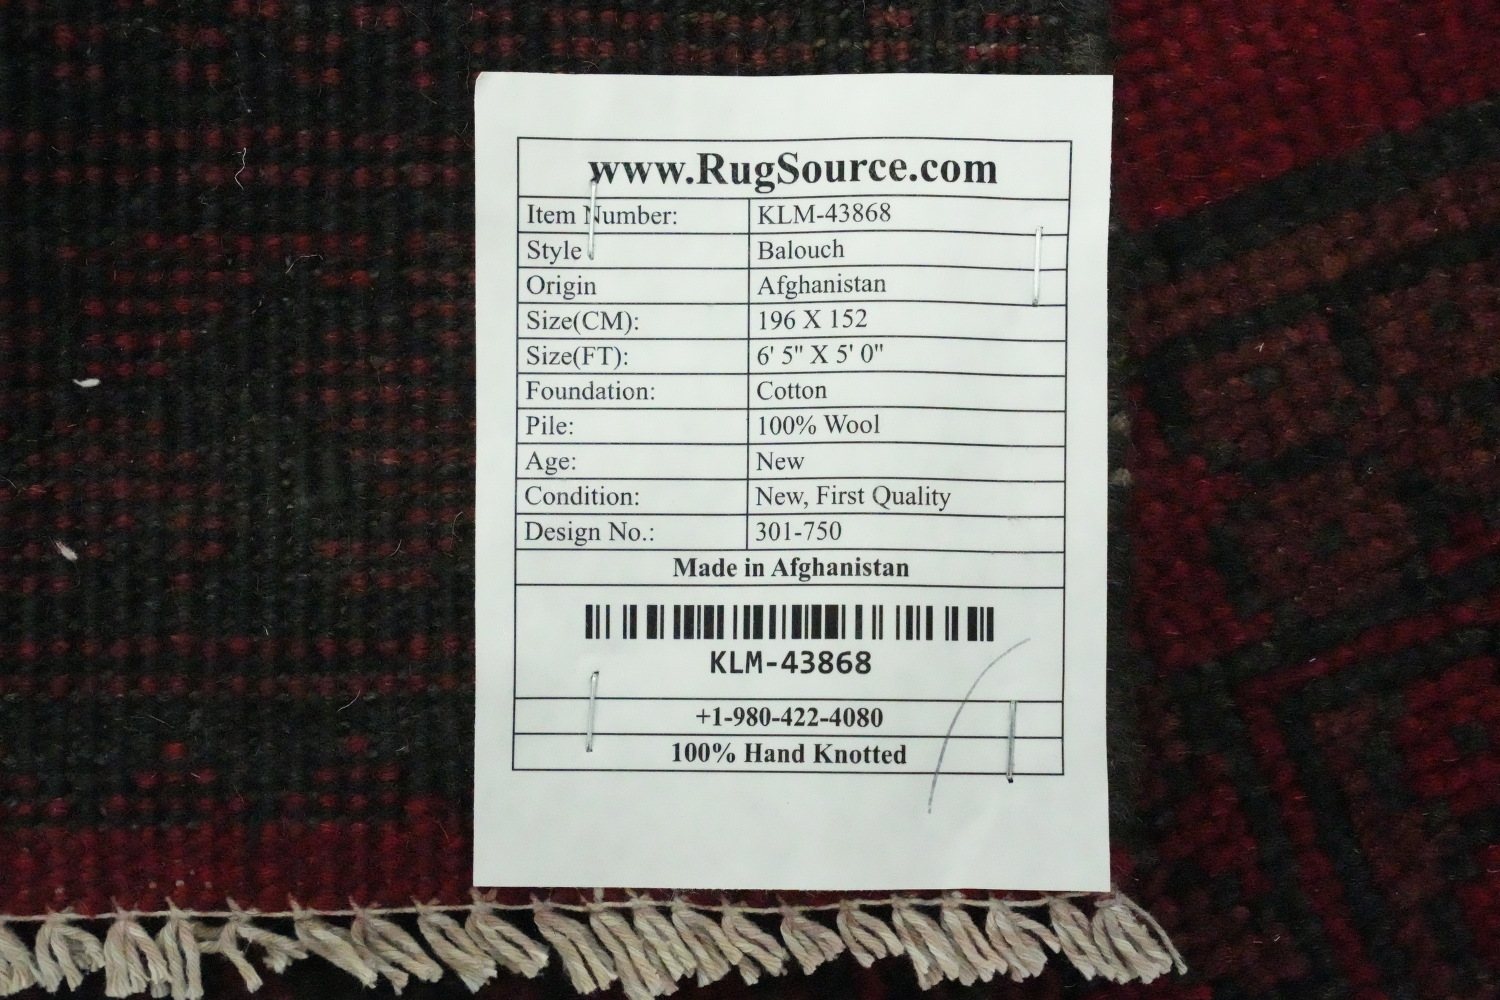 www.RugSource.com
Item Number: KLM-43868
Style Balouch
Origin Afghanistan
Size(CM): 196 X 152
Size(FT): 6' 5" X 5' 0"
Foundation: Cotton
Pile: 100% Wool
Age: New
Condition: New, First Quality
Design No.: 301-750
Made in Afghanistan
KLM-43868
+1-980-422-4080
100% Hand Knotted